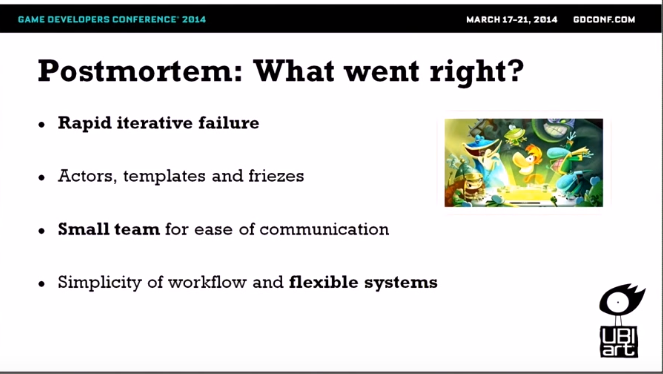 GAME DEVELOPERS CONFERENCE® 2014
MARCH 17-21, 2014 GDCONF.COM
Postmortem: What went right?
• Rapid iterative failure
• Actors, templates and friezes
• Small team for ease of communication
• Simplicity of workflow and flexible systems
UBI
art